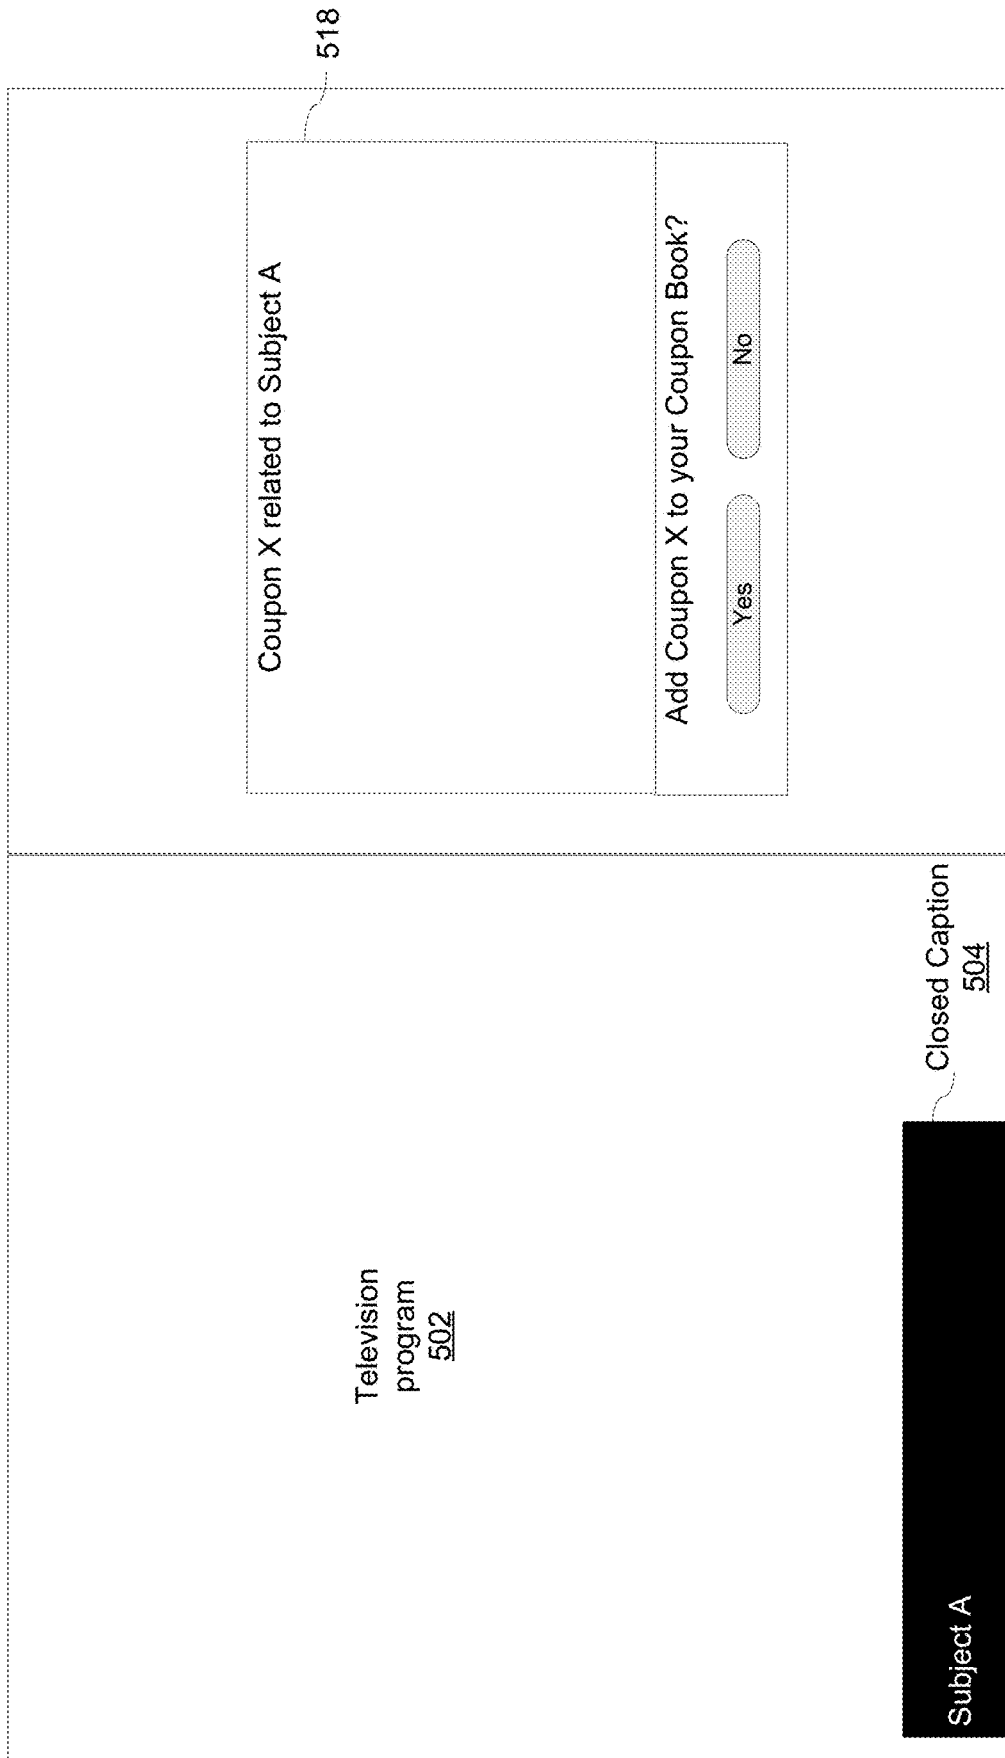 Television
program
502
Subject A
Closed Caption
504
Coupon X related to Subject A
518
Add Coupon X to your Coupon Book?
Yes
No